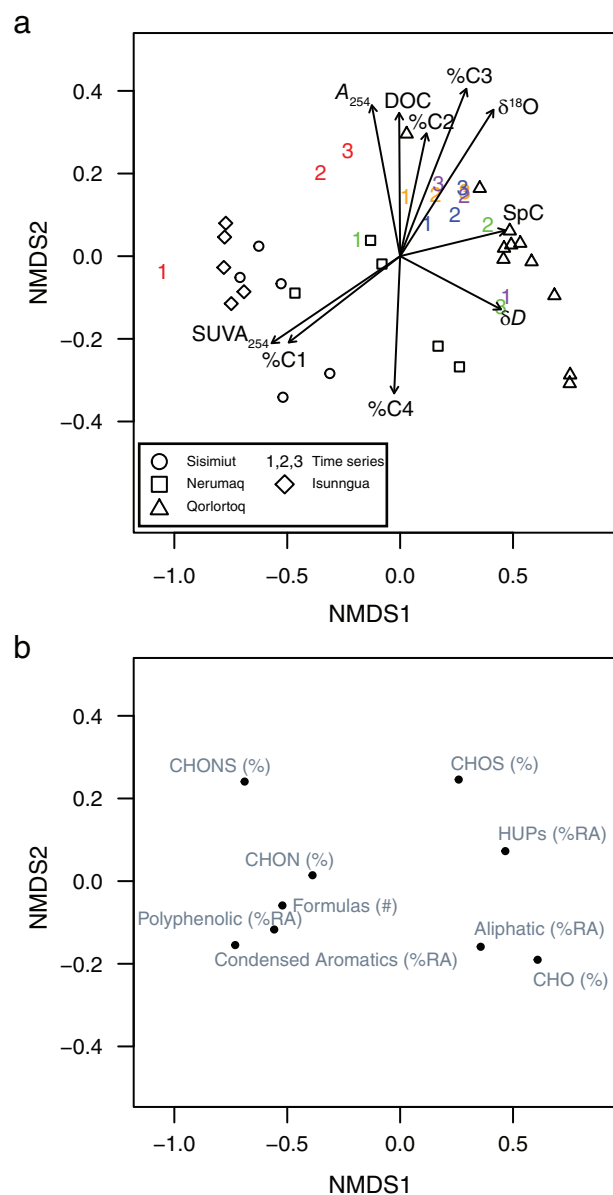 a
NMDS2
0.4
0.2
0.0
−0.2
−0.4
A254
DOC
%C3
%C2
δ18O
SpC
δD
SUVA254
%C1
%C4
3
2
1
1
1
2
3
3
2
3
2
1
2
1
3
Sisimiut
1,2,3 Time series
Nerumaq
Isunngua
Qorlortoq
−1.0
−0.5
0.0
0.5
NMDS1
b
NMDS2
0.4
0.2
0.0
−0.2
−0.4
CHONS (%)
CHOS (%)
HUPs (%RA)
CHON (%)
Formulas (#)
Polyphenolic (%RA)
Aliphatic (%RA)
Condensed Aromatics (%RA)
CHO (%)
−1.0
−0.5
0.0
0.5
NMDS1